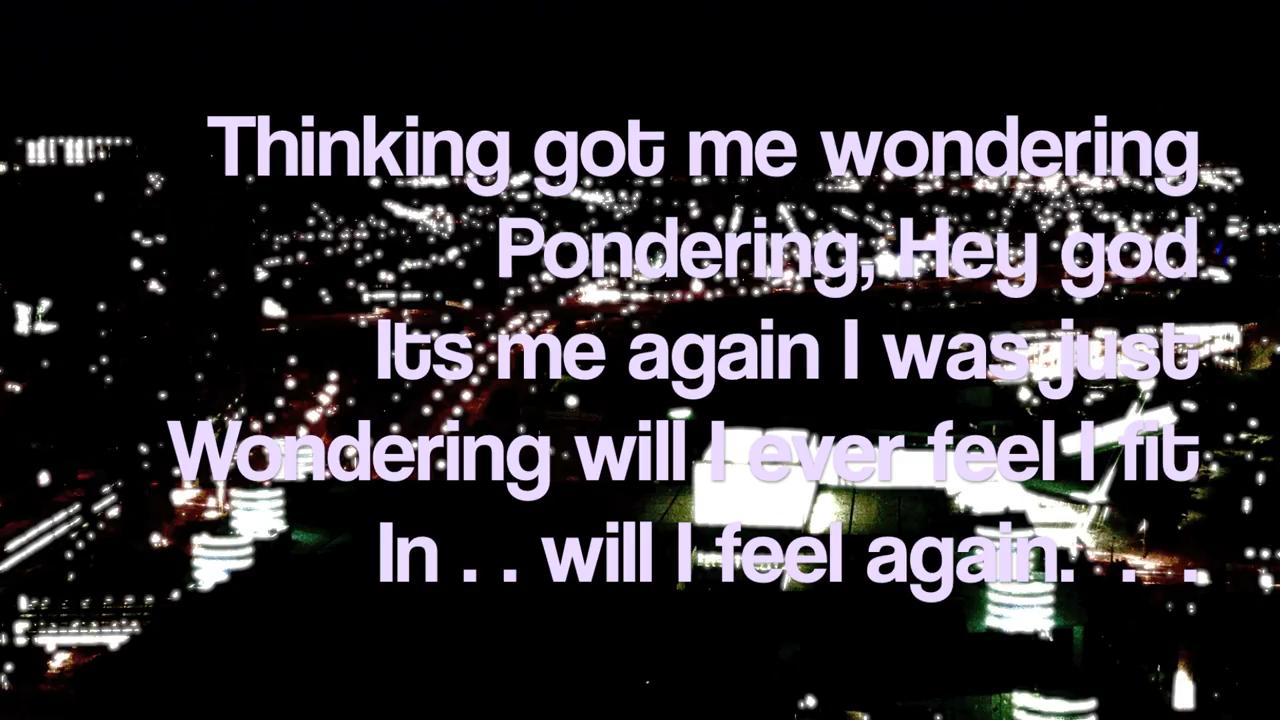 Thinking got me wondering
Pondering, Hey god
Its me again I was just
Wondering will I ever feel I fit
In . . will I feel again.  .  .